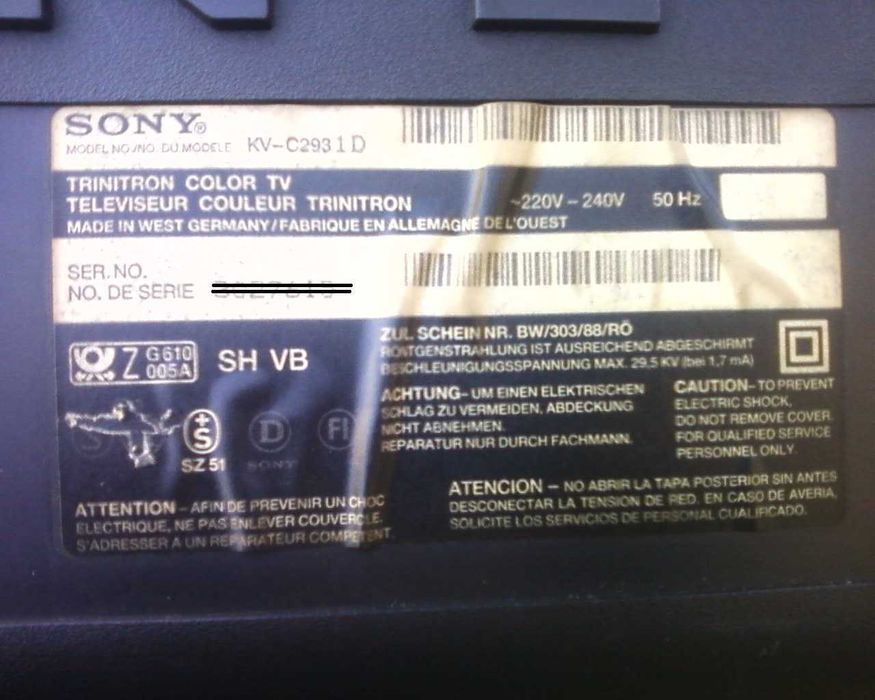 SONY®
MODEL NO./NO. DU MODELE KV-C2931D
TRINITRON COLOR TV
TELEVISEUR COULEUR TRINITRON ~220V – 240V 50 Hz
MADE IN WEST GERMANY/FABRIQUE EN ALLEMAGNE DE L'OUEST
SER. NO.
NO. DE SERIE
Z G610 005A SH VB
ZUL. SCHEIN NR. BW/303/88/RÖ
RÖNTGENSTRAHLUNG IST AUSREICHEND ABGESCHIRMT
BESCHLEUNIGUNGSSPANNUNG MAX. 29,5 KV (bei 1,7 mA)
ACHTUNG– UM EINEN ELEKTRISCHEN
SCHLAG ZU VERMEIDEN, ABDECKUNG
NICHT ABNEHMEN.
REPARATUR NUR DURCH FACHMANN.
CAUTION– TO PREVENT
ELECTRIC SHOCK,
DO NOT REMOVE COVER.
FOR QUALIFIED SERVICE
PERSONNEL ONLY.
S + S D FI
SZ 51 SONY
ATTENTION – AFIN DE PREVENIR UN CHOC
ELECTRIQUE, NE PAS ENLEVER COUVERCLE.
S'ADRESSER A UN REPARATEUR COMPETENT.
ATENCION – NO ABRIR LA TAPA POSTERIOR SIN ANTES
DESCONECTAR LA TENSION DE RED. EN CASO DE AVERIA,
SOLICITE LOS SERVICIOS DE PERSONAL CUALIFICADO.